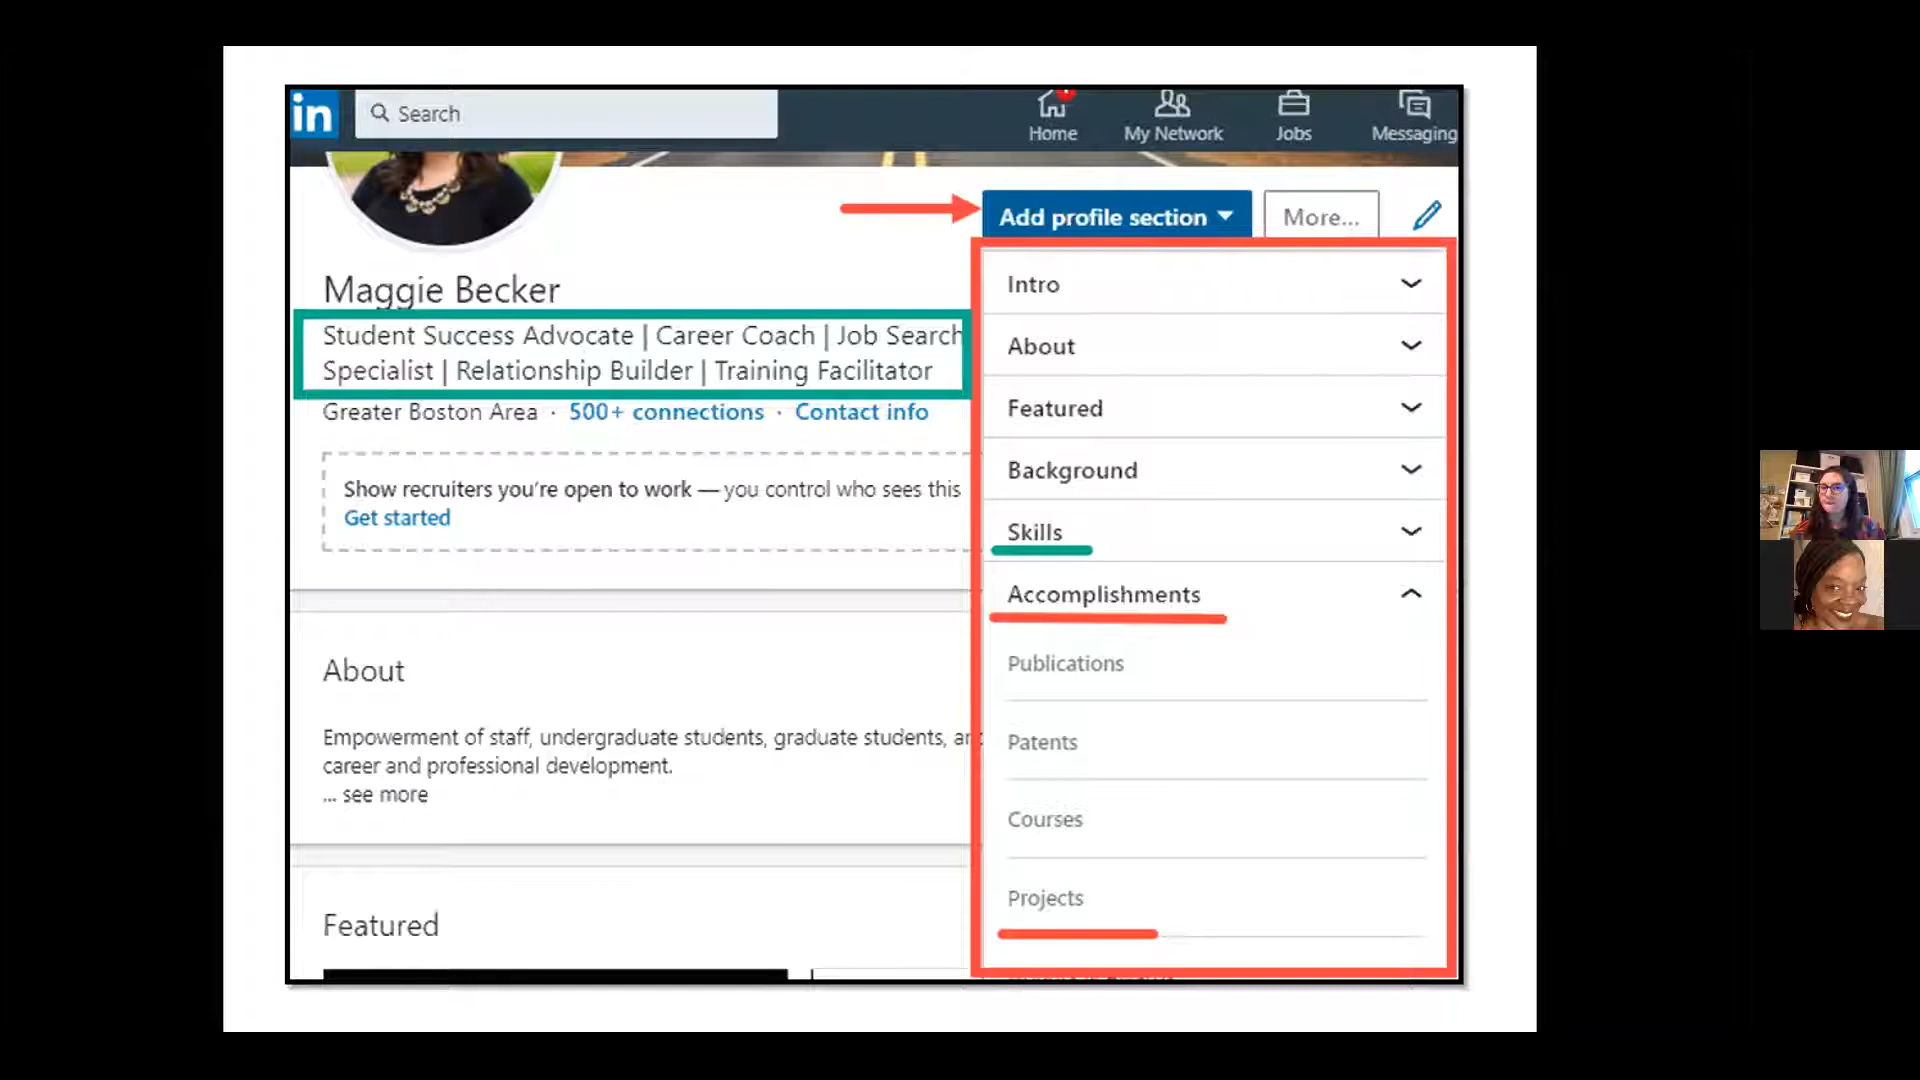 in
Search
Home
My Network
Jobs
Messaging
Add profile section
More...
Maggie Becker
Student Success Advocate | Career Coach | Job Search
Specialist | Relationship Builder | Training Facilitator
Greater Boston Area · 500+ connections · Contact info
Show recruiters you're open to work — you control who sees this
Get started
About
Empowerment of staff, undergraduate students, graduate students,
career and professional development.
... see more
Featured
Intro
About
Featured
Background
Skills
Accomplishments
Publications
Patents
Courses
Projects